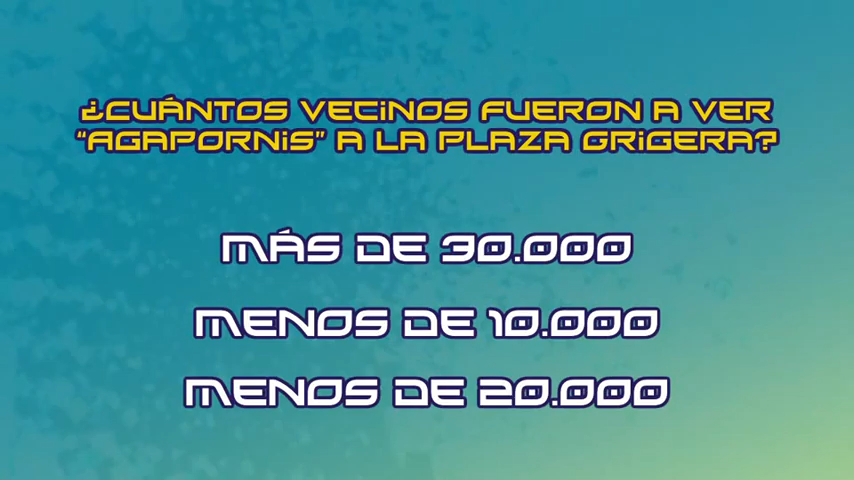 ¿CUÁNTOS VECINOS FUERON A VER
“AGAPORNIS” A LA PLAZA GRIGERA?
MÁS DE 30.000
MENOS DE 10.000
MENOS DE 20.000